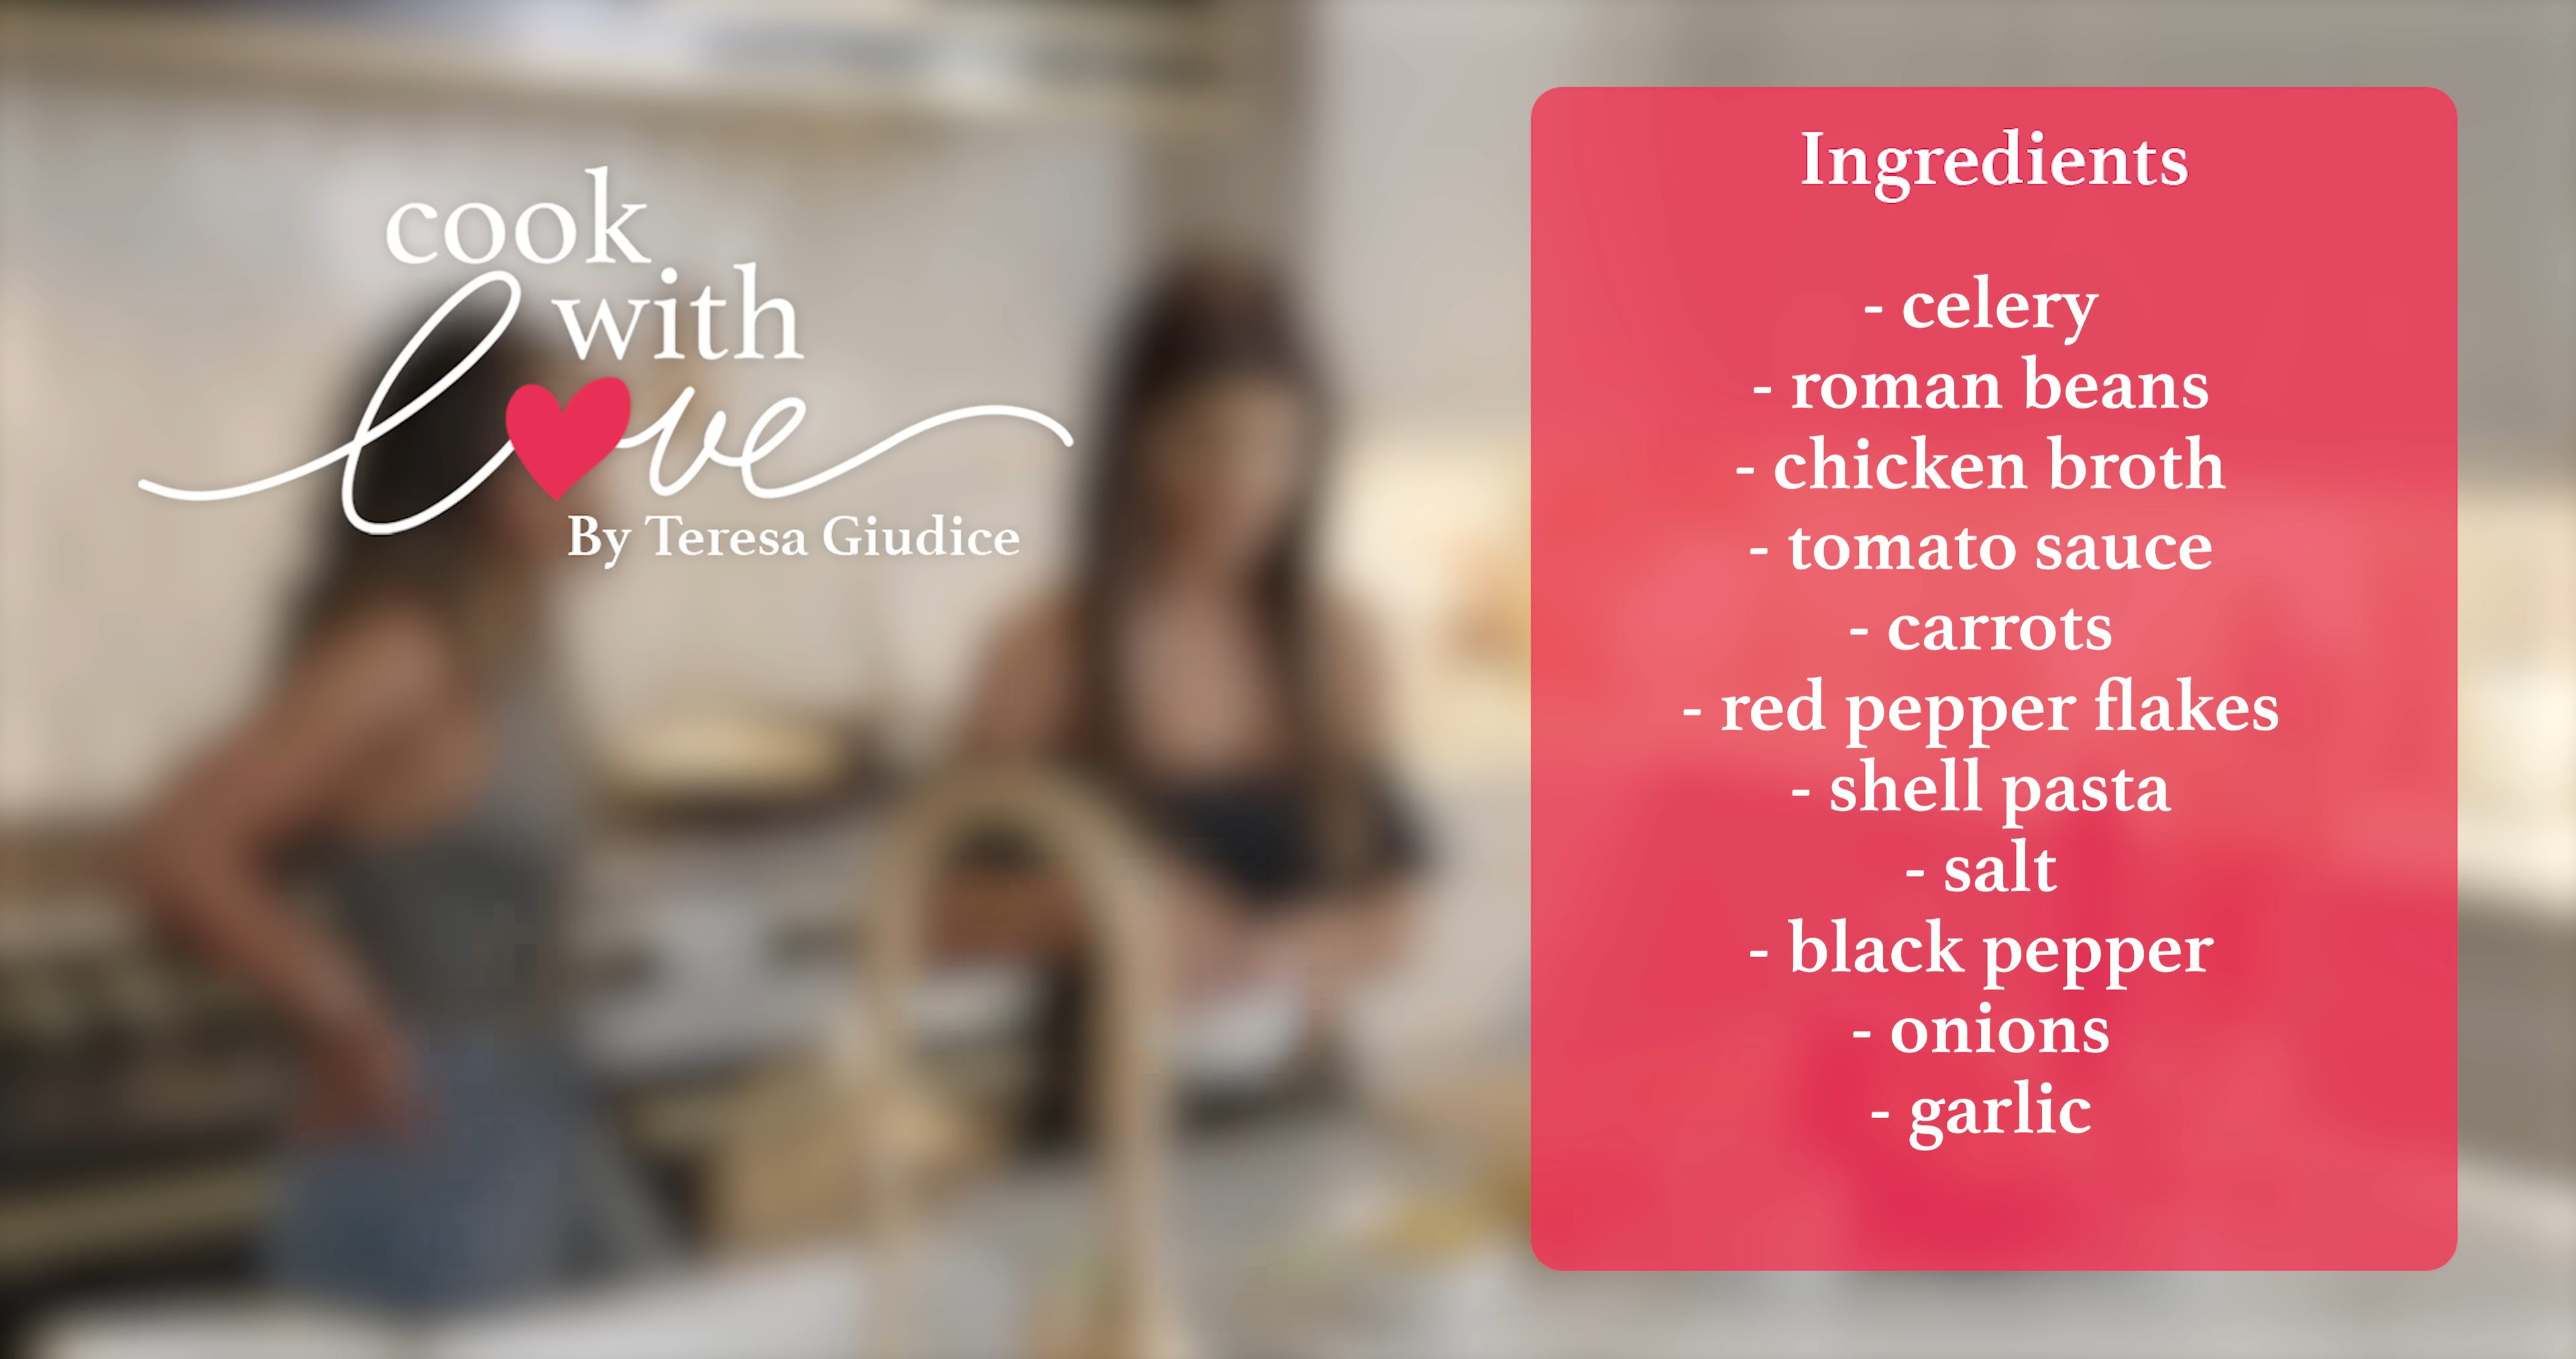 cook
with
love
By Teresa Giudice
Ingredients
- celery
- roman beans
- chicken broth
- tomato sauce
- carrots
- red pepper flakes
- shell pasta
- salt
- black pepper
- onions
- garlic